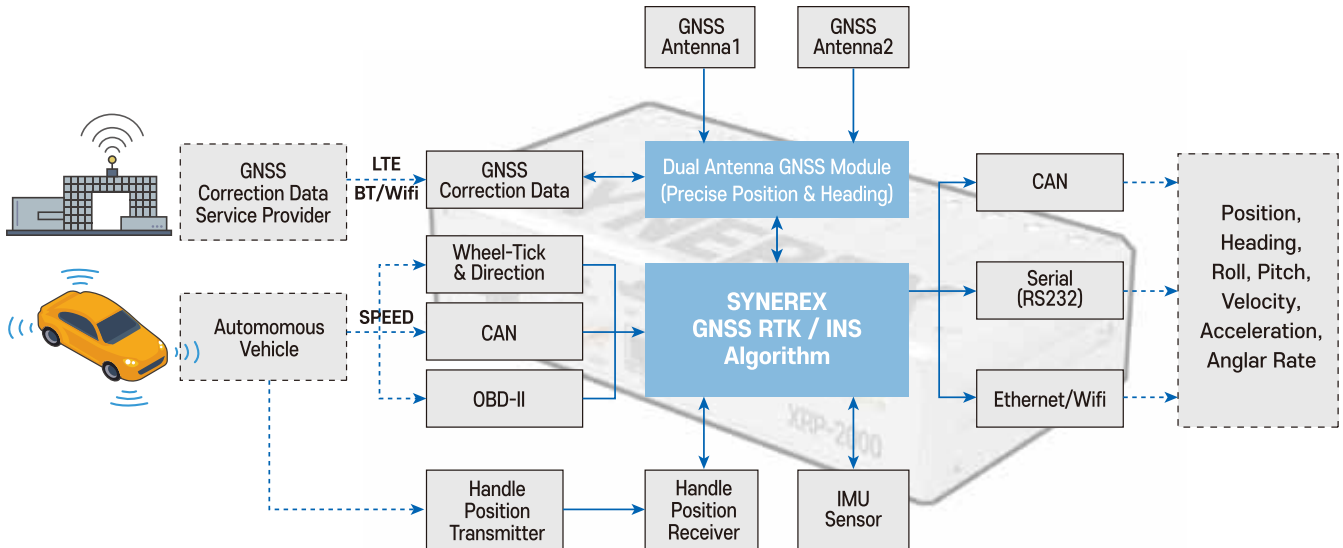 GNSS
Antenna1
GNSS
Antenna2
GNSS
Correction Data
Service Provider
LTE
BT/Wifi
GNSS
Correction Data
Dual Antenna GNSS Module
(Precise Position & Heading)
CAN
Position,
Heading,
Roll, Pitch,
Velocity,
Acceleration,
Anglar Rate
Wheel-Tick
& Direction
Automomous
Vehicle
SPEED
CAN
SYNEREX
GNSS RTK / INS
Algorithm
Serial
(RS232)
OBD-II
Ethernet/Wifi
XRP-2000
Handle
Position
Transmitter
Handle
Position
Receiver
IMU
Sensor